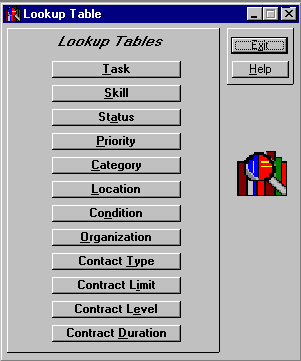 Lookup Table
Lookup Tables
Task
Skill
Status
Priority
Category
Location
Condition
Organization
Contact Type
Contract Limit
Contract Level
Contract Duration
Exit
Help